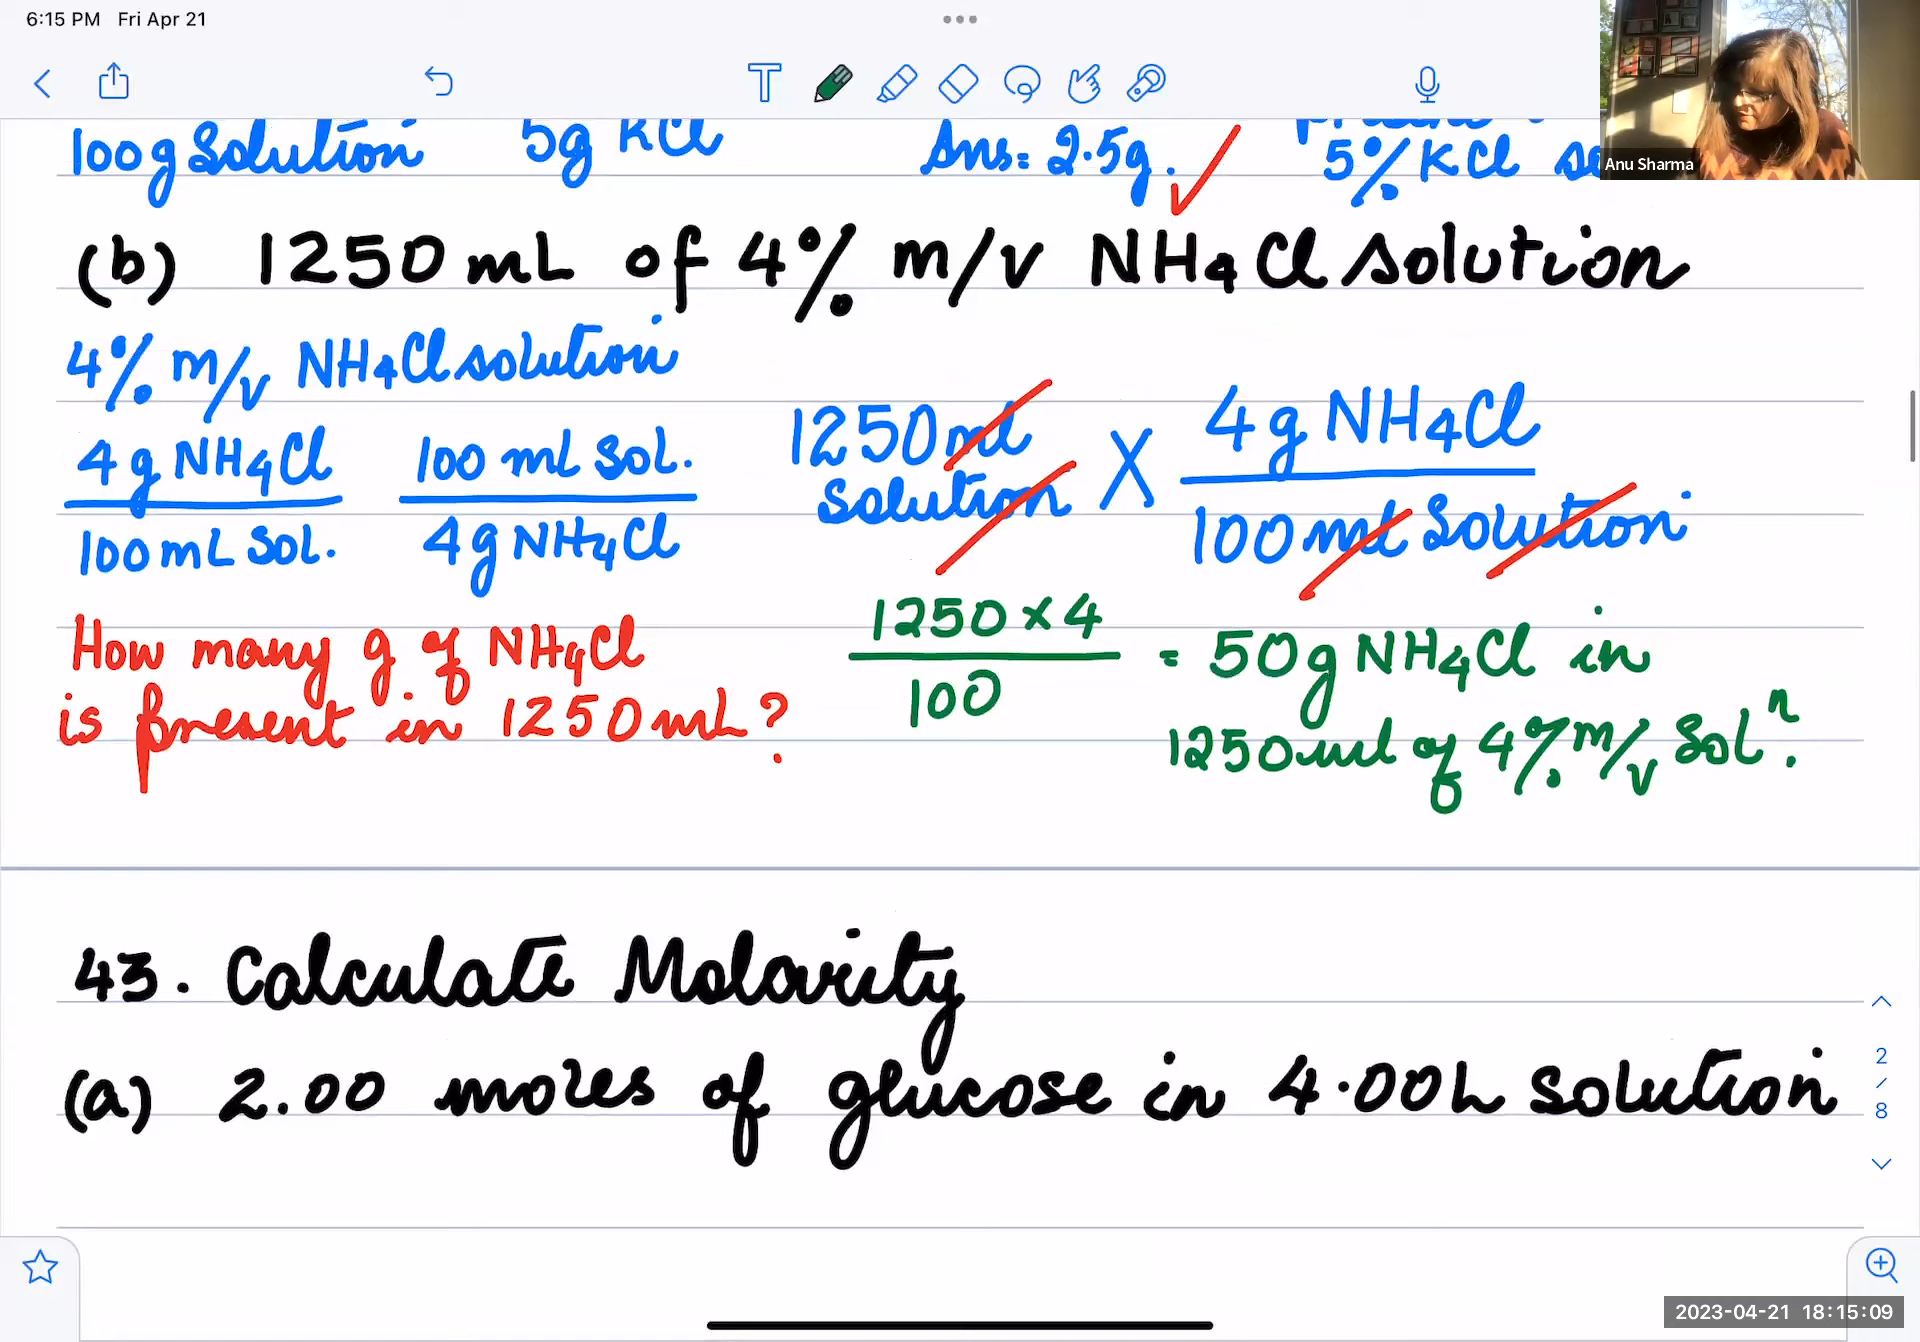 6:15 PM Fri Apr 21
Anu Sharma
100g Solution 5g KCl Ans: 2.5g. 5% KCl
(b) 1250 mL of 4% m/v NH4Cl solution
4% m/v NH4Cl solution
4g NH4Cl
100 mL Sol.
100 mL Sol.
4g NH4Cl
1250 ml solution X 4g NH4Cl
100 ml Solution
How many g of NH4Cl
is present in 1250 mL?
1250 x 4
100
= 50g NH4Cl in
1250 ml of 4% m/v Solⁿ.
43. Calculate Molarity
(a) 2.00 moles of glucose in 4.00L solution
2
/
8
2023-04-21 18:15:09